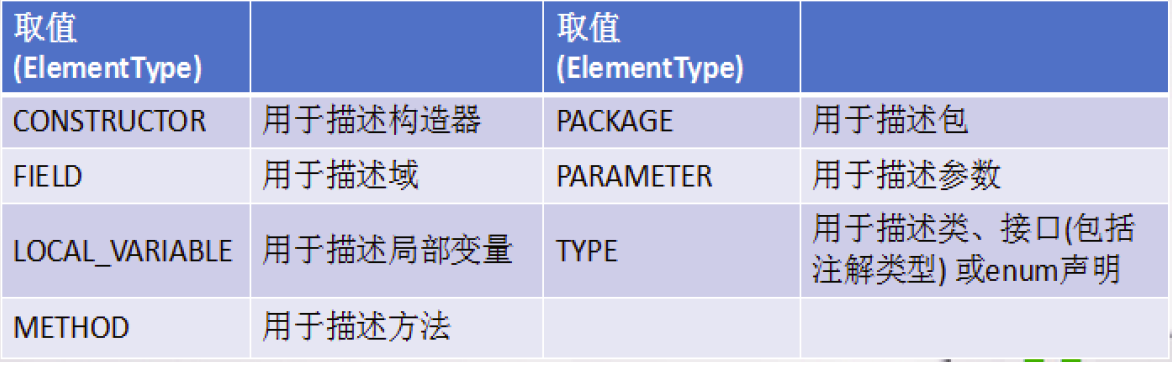 取值
(ElementType)
取值
(ElementType)
CONSTRUCTOR 用于描述构造器 PACKAGE 用于描述包
FIELD 用于描述域 PARAMETER 用于描述参数
LOCAL_VARIABLE 用于描述局部变量 TYPE 用于描述类、接口(包括
注解类型) 或enum声明
METHOD 用于描述方法